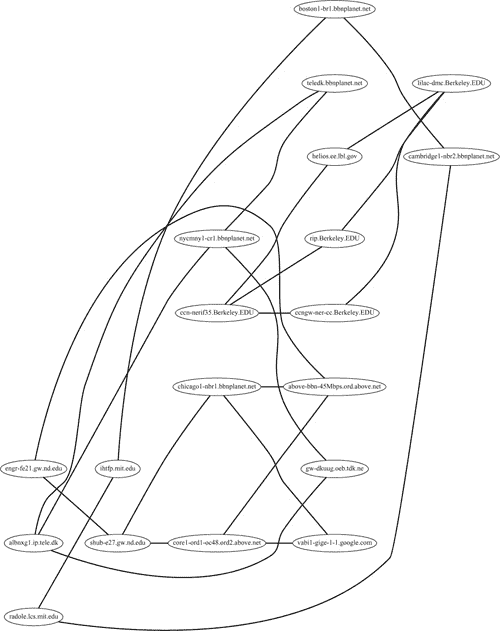 boston1-br1.bbnplanet.net
teledk.bbnplanet.net
lilac-dmc.Berkeley.EDU
helios.ee.lbl.gov
cambridge1-nbr2.bbnplanet.net
nycmny1-cr1.bbnplanet.net
rip.Berkeley.EDU
ccn-nerif35.Berkeley.EDU
ccngw-ner-cc.Berkeley.EDU
chicago1-nbr1.bbnplanet.net
above-bbn-45Mbps.ord.above.net
engr-fe21.gw.nd.edu
ihtfp.mit.edu
gw-dkuug.oeb.tdk.ne
albnxg1.ip.tele.dk
shub-e27.gw.nd.edu
core1-ord1-oc48.ord2.above.net
vabi1-gige-1-1.google.com
radole.lcs.mit.edu